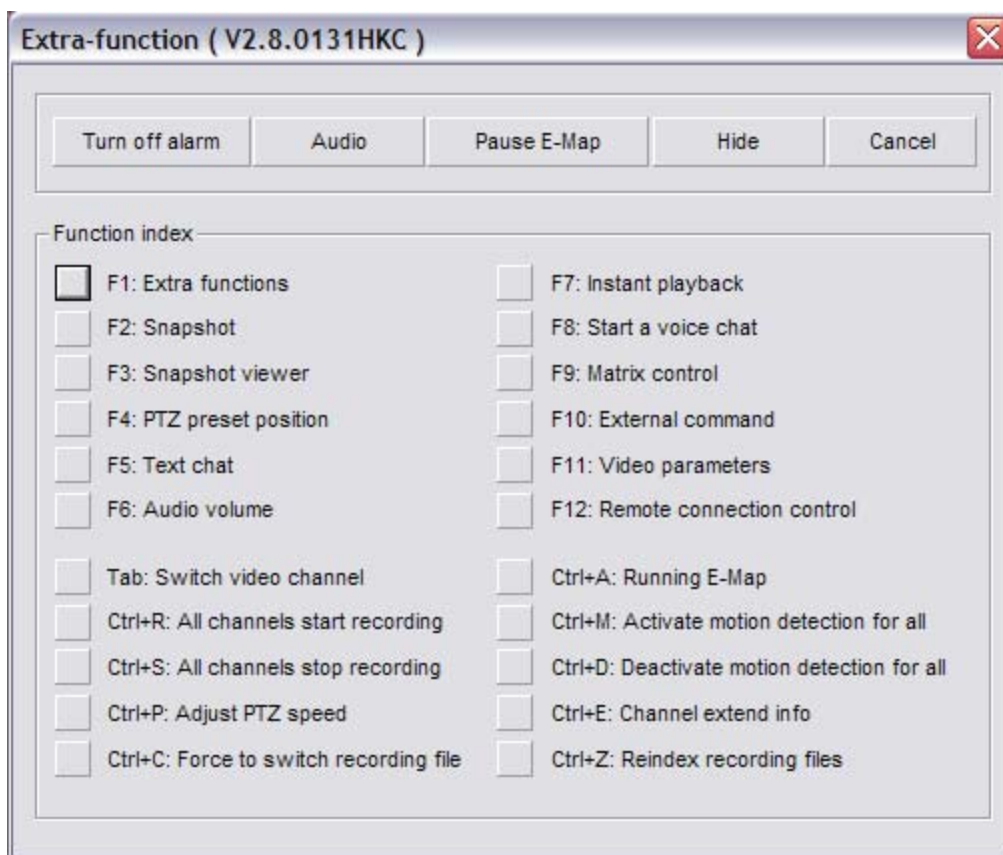 Extra-function ( V2.8.0131HKC )
Turn off alarm
Audio
Pause E-Map
Hide
Cancel
Function index
F1: Extra functions
F2: Snapshot
F3: Snapshot viewer
F4: PTZ preset position
F5: Text chat
F6: Audio volume
Tab: Switch video channel
Ctrl+R: All channels start recording
Ctrl+S: All channels stop recording
Ctrl+P: Adjust PTZ speed
Ctrl+C: Force to switch recording file
F7: Instant playback
F8: Start a voice chat
F9: Matrix control
F10: External command
F11: Video parameters
F12: Remote connection control
Ctrl+A: Running E-Map
Ctrl+M: Activate motion detection for all
Ctrl+D: Deactivate motion detection for all
Ctrl+E: Channel extend info
Ctrl+Z: Reindex recording files